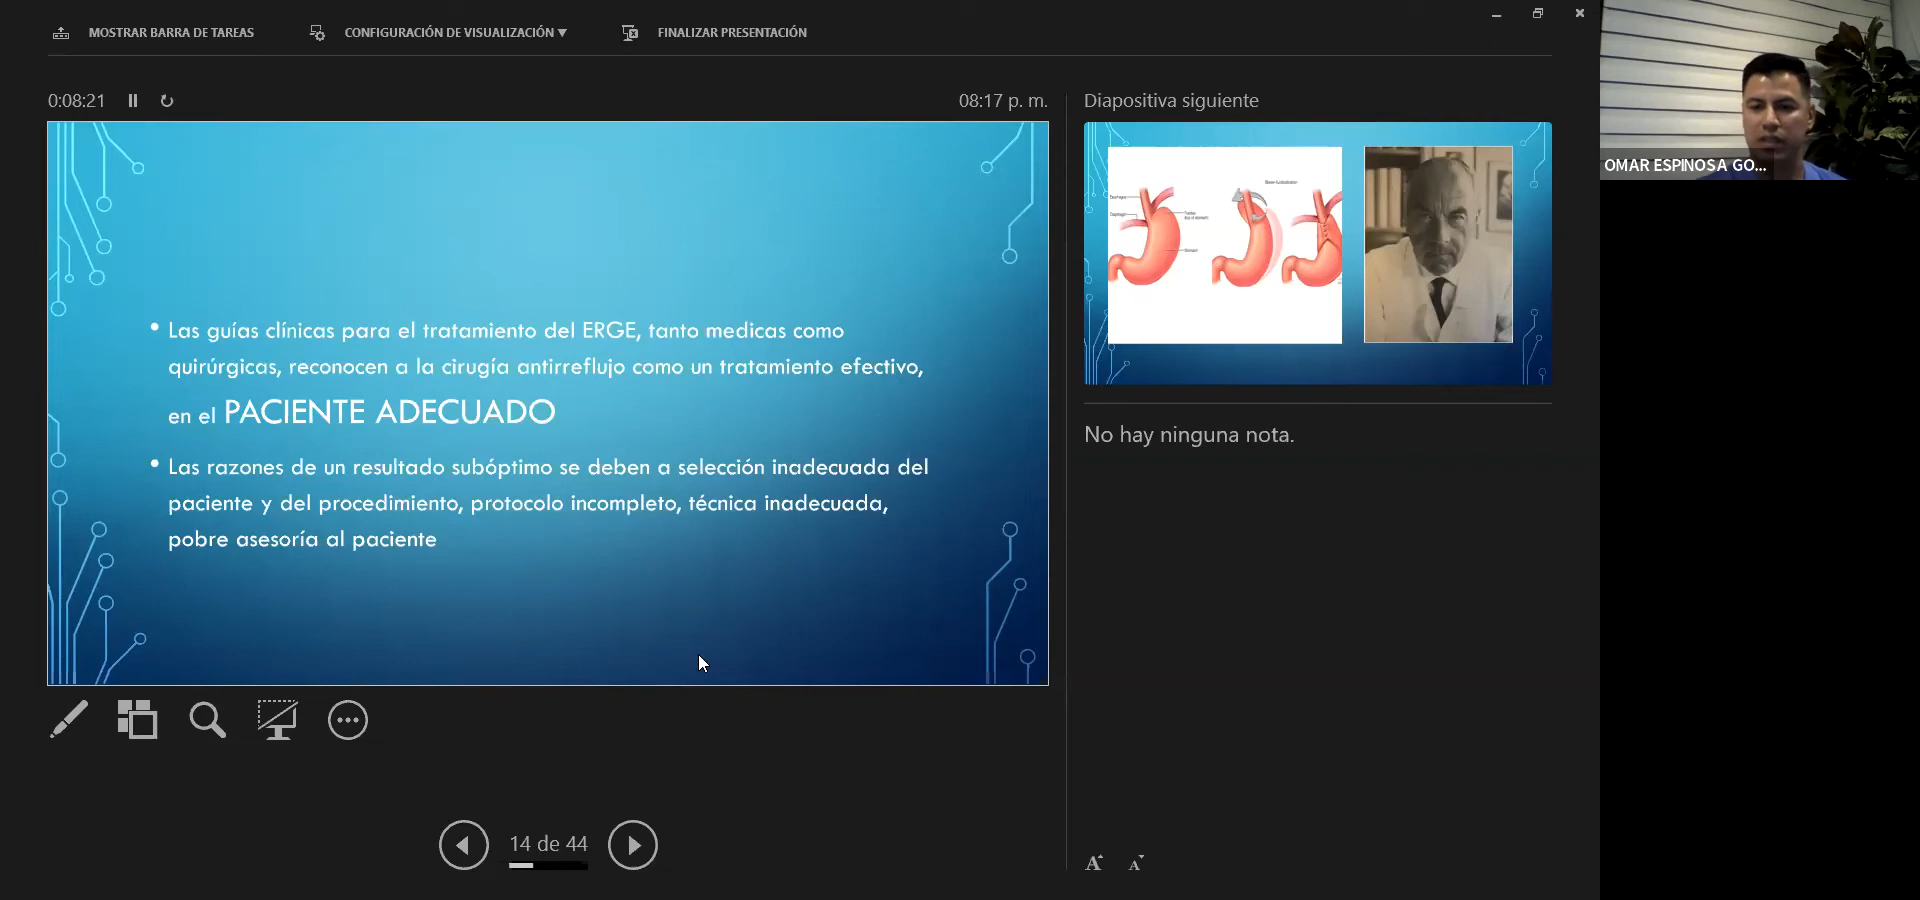 MOSTRAR BARRA DE TAREAS
CONFIGURACIÓN DE VISUALIZACIÓN ▼
FINALIZAR PRESENTACIÓN
0:08:21
08:17 p. m.
Diapositiva siguiente
• Las guías clínicas para el tratamiento del ERGE, tanto medicas como
quirúrgicas, reconocen a la cirugía antirreflujo como un tratamiento efectivo,
en el PACIENTE ADECUADO
• Las razones de un resultado subóptimo se deben a selección inadecuada del
paciente y del procedimiento, protocolo incompleto, técnica inadecuada,
pobre asesoría al paciente
No hay ninguna nota.
14 de 44
A A
OMAR ESPINOSA GO...